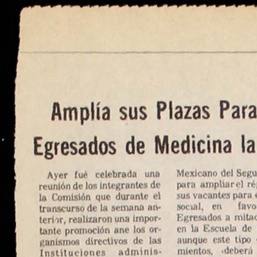 Amplía sus Plazas Para
Egresados de Medicina la
Ayer fué celebrada una
reunión de los integrantes de
la Comisión que durante el
transcurso de la semana an-
terior, realizaron una impor-
tante promoción ane los or-
ganismos directivos de las
Instituciones adminis-
Mexicano del Segu
para ampliar el ré
sus vacantes para e
social, en favo
Egresados a mitad
en la Escuela de
aunque este tipo
mientos, deberá